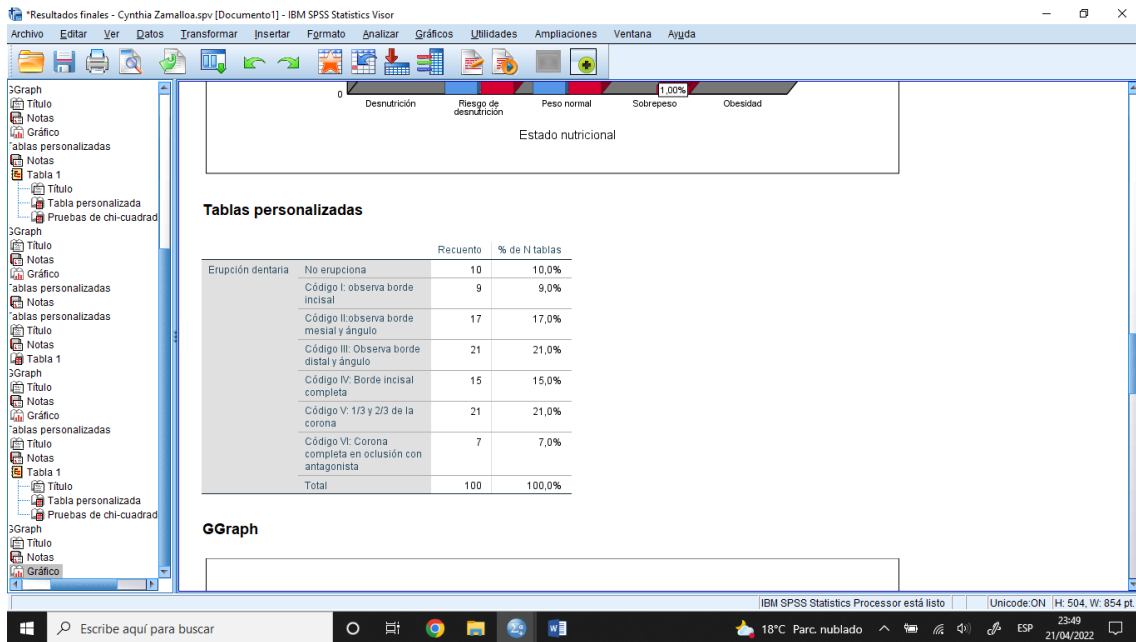 *Resultados finales - Cynthia Zamalloa.spv [Documento1] - IBM SPSS Statistics Visor
Archivo Editar Ver Datos Transformar Insertar Formato Analizar Gráficos Utilidades Ampliaciones Ventana Ayuda
GGraph
Título
Notas
Gráfico
Tablas personalizadas
Notas
Tabla 1
Título
Tabla personalizada
Pruebas de chi-cuadrad
GGraph
Título
Notas
Gráfico
Tablas personalizadas
Notas
Tablas personalizadas
Título
Notas
Tabla 1
GGraph
Título
Notas
Gráfico
Tablas personalizadas
Título
Notas
Tabla 1
Título
Tabla personalizada
Pruebas de chi-cuadrad
GGraph
Título
Notas
Gráfico
0
1,00%
Desnutrición Riesgo de Peso normal Sobrepeso Obesidad
desnutrición
Estado nutricional
Tablas personalizadas
Recuento % de N tablas
Erupción dentaria No erupciona 10 10,0%
Código I: observa borde 9 9,0%
incisal
Código II:observa borde 17 17,0%
mesial y ángulo
Código III: Observa borde 21 21,0%
distal y ángulo
Código IV: Borde incisal 15 15,0%
completa
Código V: 1/3 y 2/3 de la 21 21,0%
corona
Código VI: Corona 7 7,0%
completa en oclusión con
antagonista
Total 100 100,0%
GGraph
IBM SPSS Statistics Processor está listo Unicode:ON H: 504, W: 854 pt.
Escribe aquí para buscar 18°C Parc. nublado ESP 23:49
21/04/2022